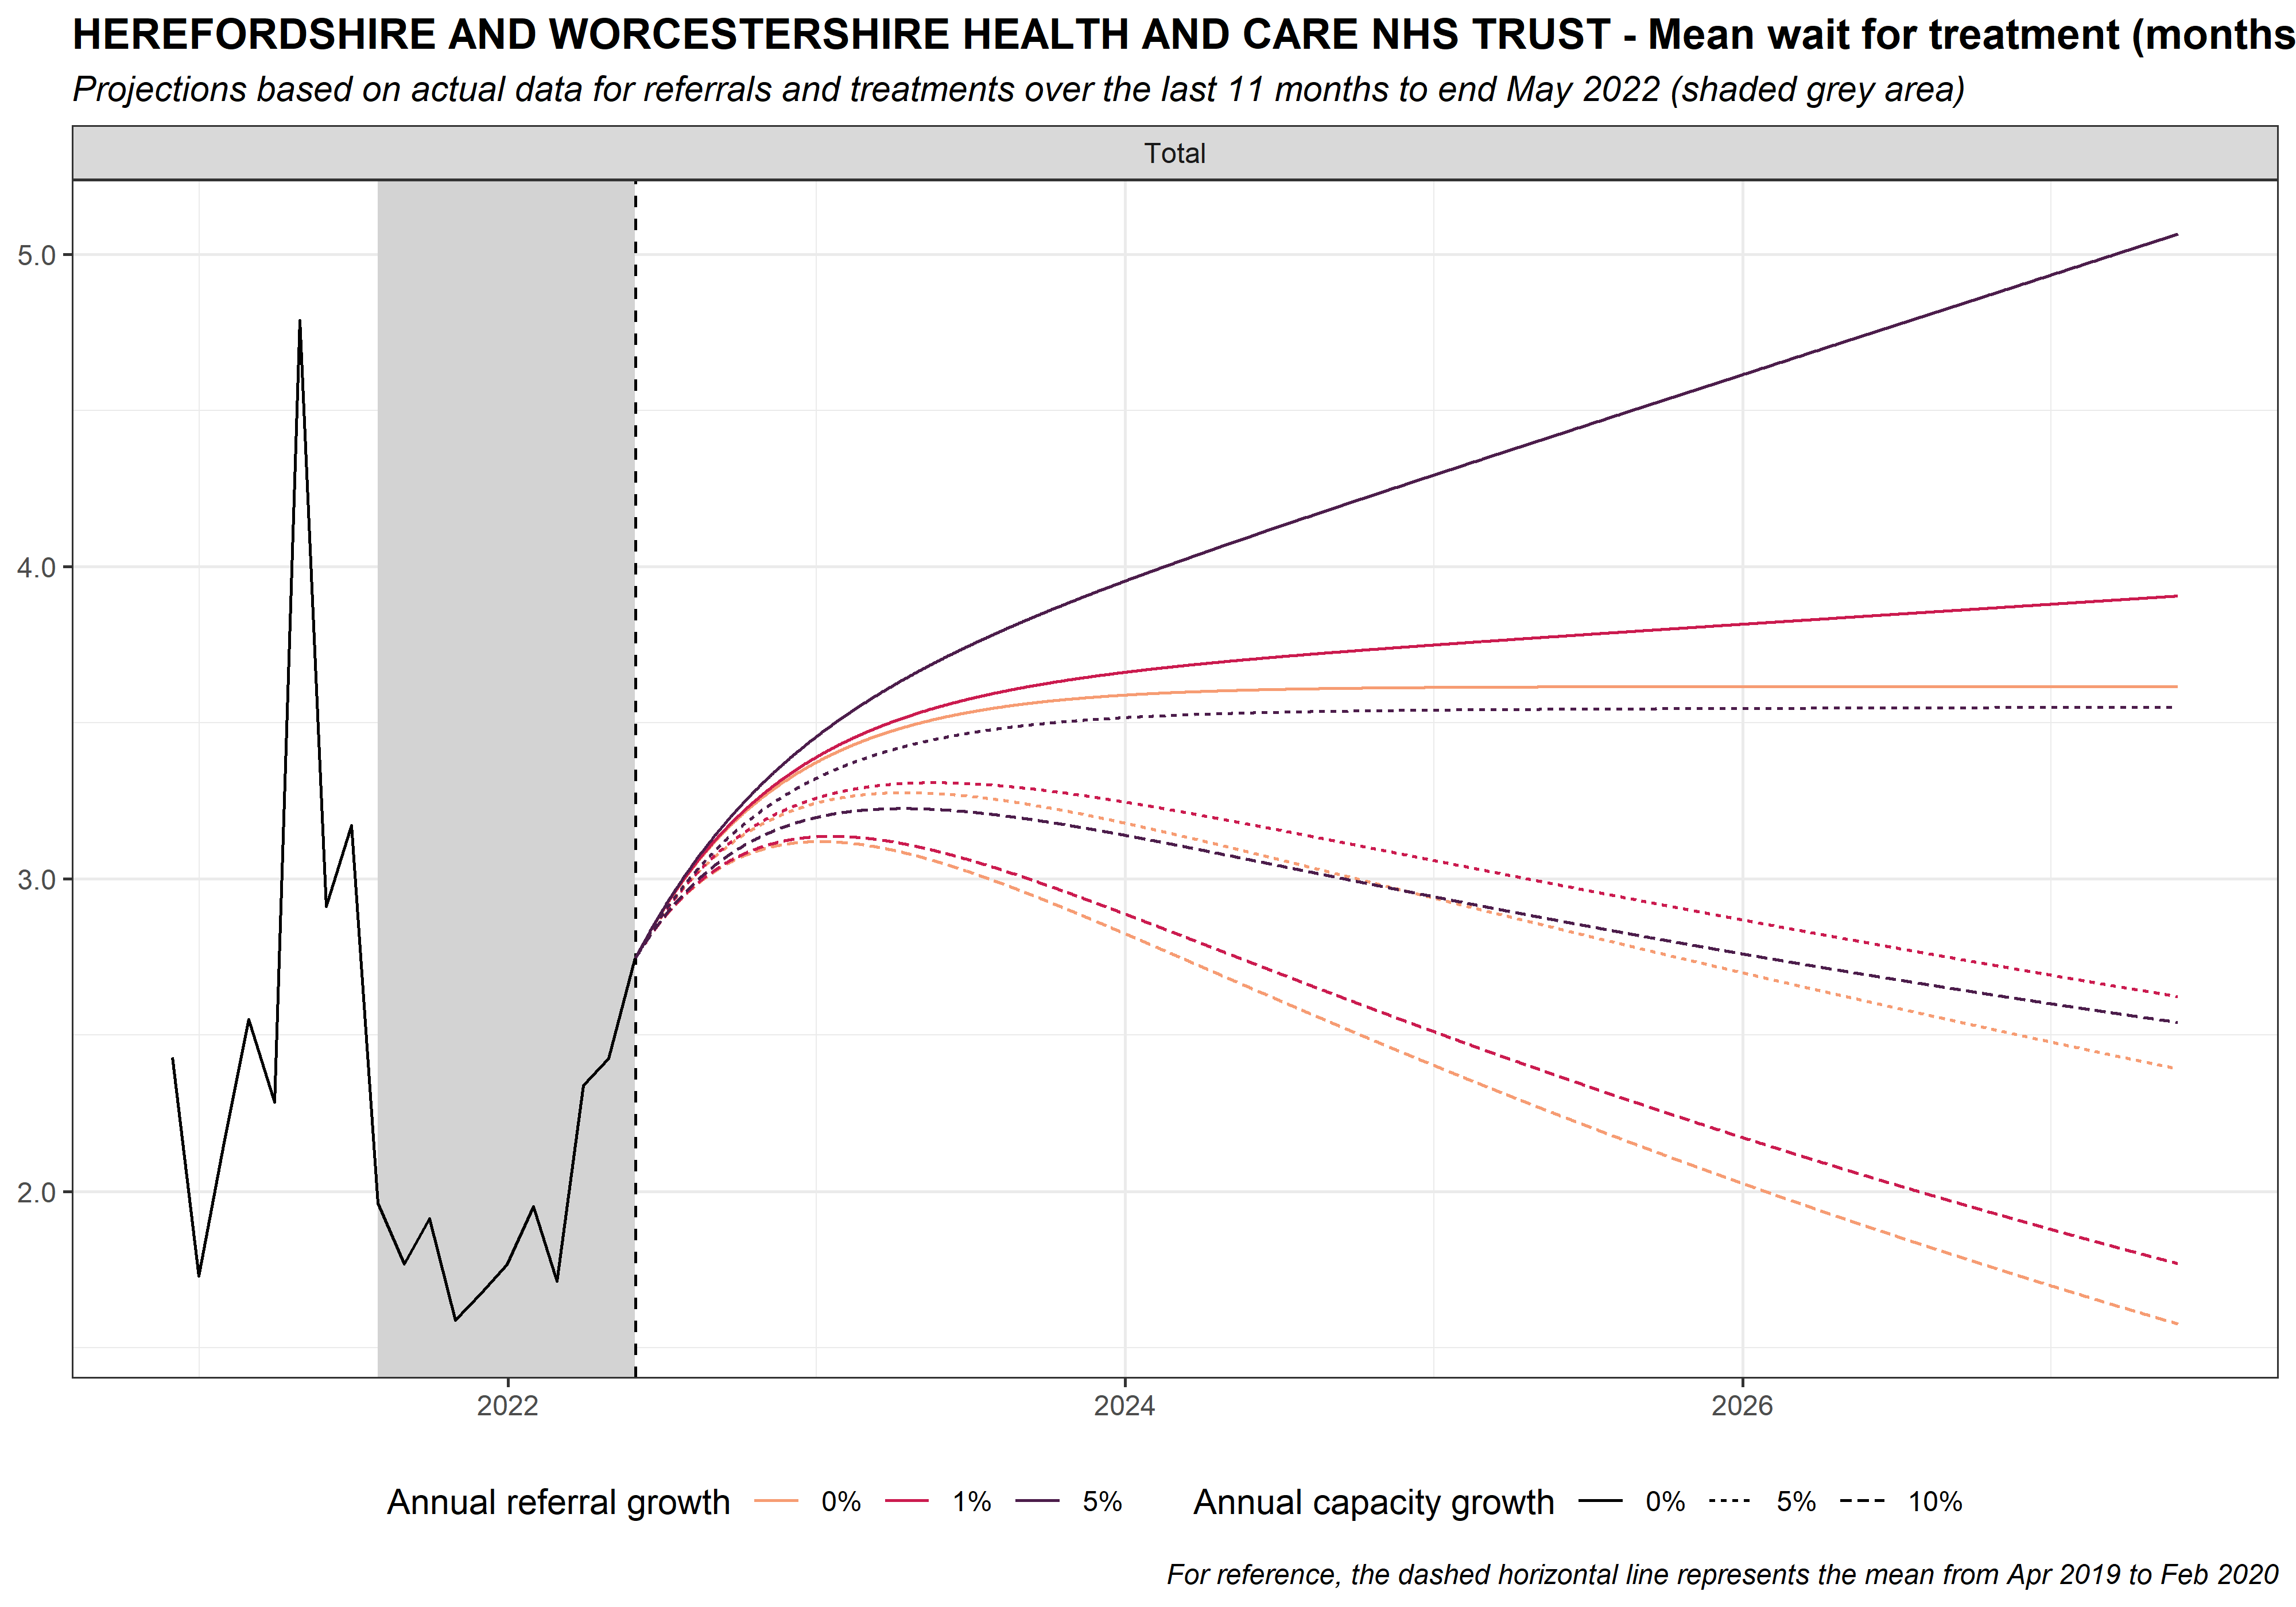 HEREFORDSHIRE AND WORCESTERSHIRE HEALTH AND CARE NHS TRUST - Mean wait for treatment (months
Projections based on actual data for referrals and treatments over the last 11 months to end May 2022 (shaded grey area)
Total
5.0
4.0
3.0
2.0
2022 2024 2026
Annual referral growth 0% 1% 5% Annual capacity growth 0% 5% 10%
For reference, the dashed horizontal line represents the mean from Apr 2019 to Feb 2020